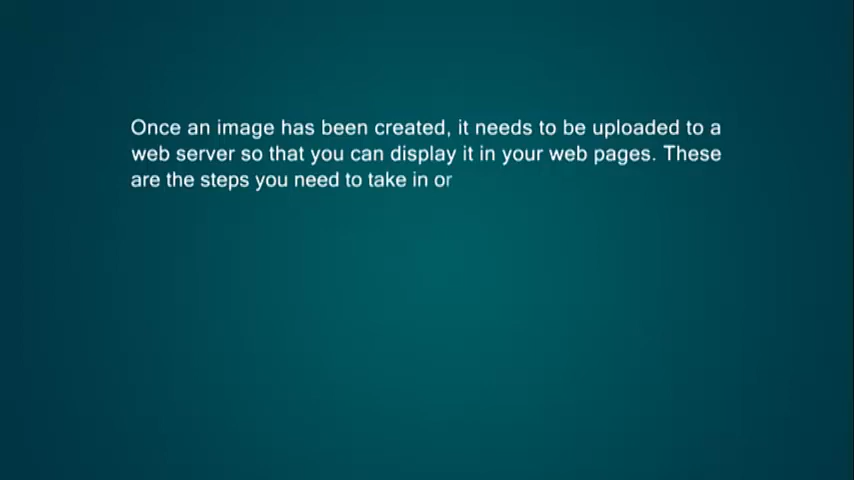 Once an image has been created, it needs to be uploaded to a
web server so that you can display it in your web pages. These
are the steps you need to take in or